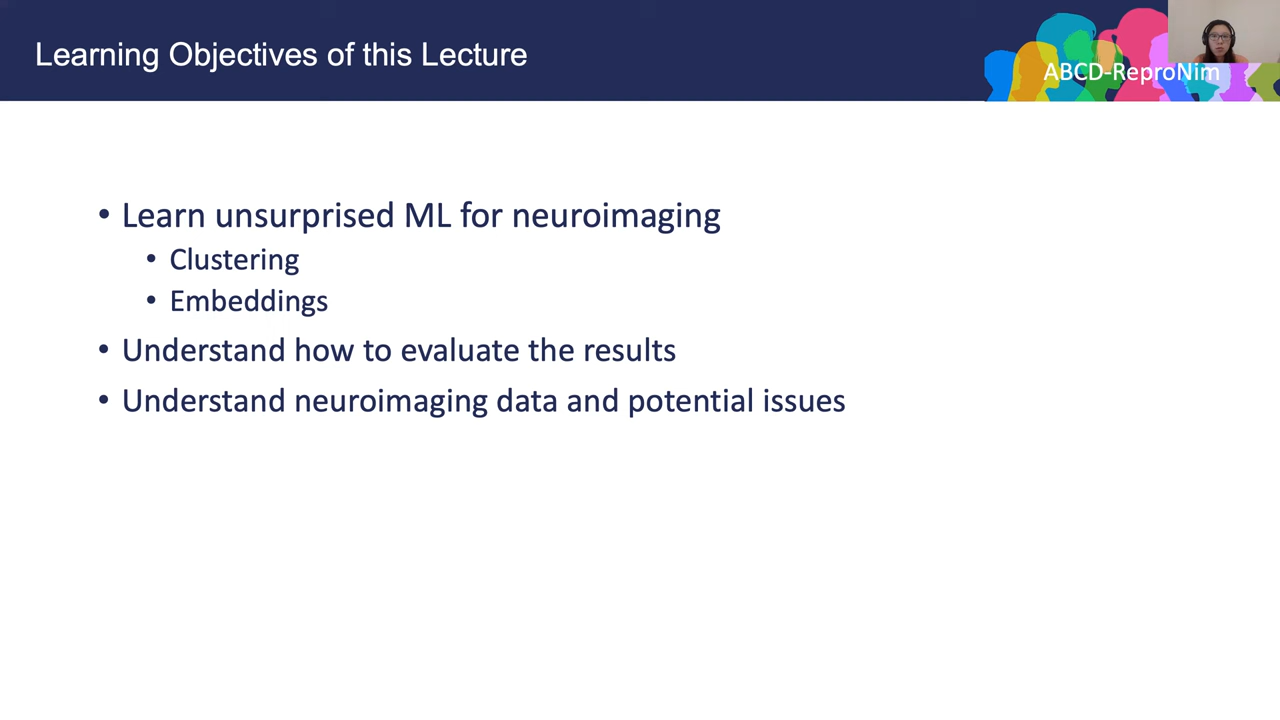 Learning Objectives of this Lecture
ABCD-ReproNim
• Learn unsurprised ML for neuroimaging
• Clustering
• Embeddings
• Understand how to evaluate the results
• Understand neuroimaging data and potential issues